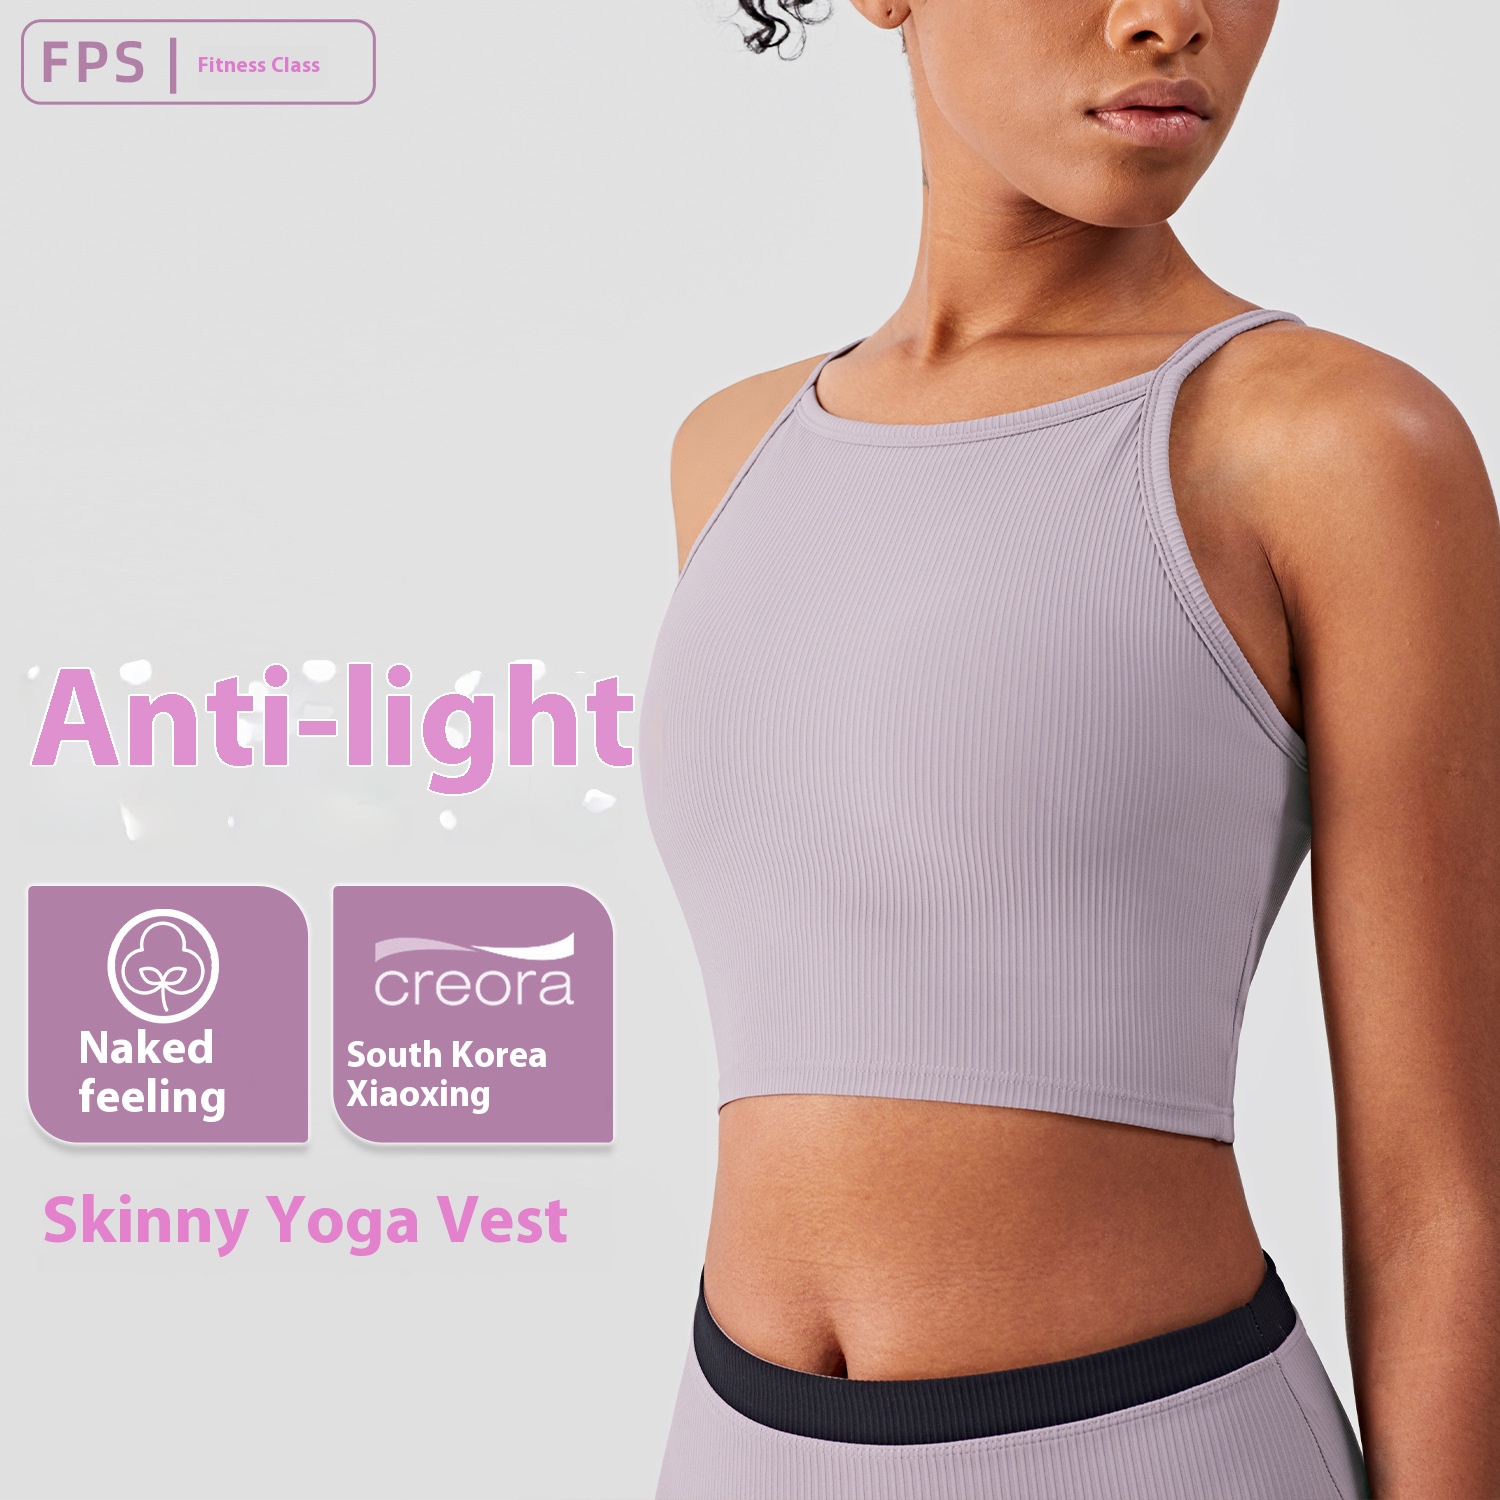 FPS | Fitness Class
Anti-light
Naked
feeling
creora
South Korea
Xiaoxing
Skinny Yoga Vest